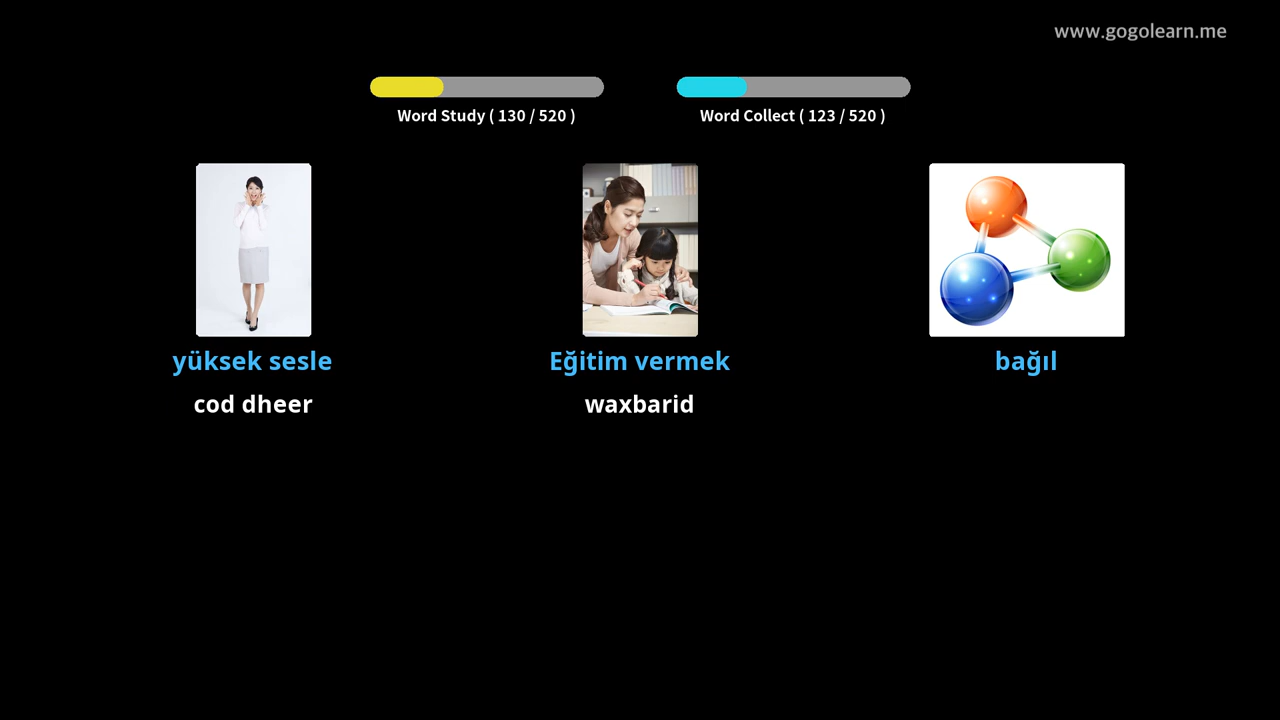 www.gogolearn.me
Word Study ( 130 / 520 )
Word Collect ( 123 / 520 )
yüksek sesle
cod dheer
Eğitim vermek
waxbarid
bağıl